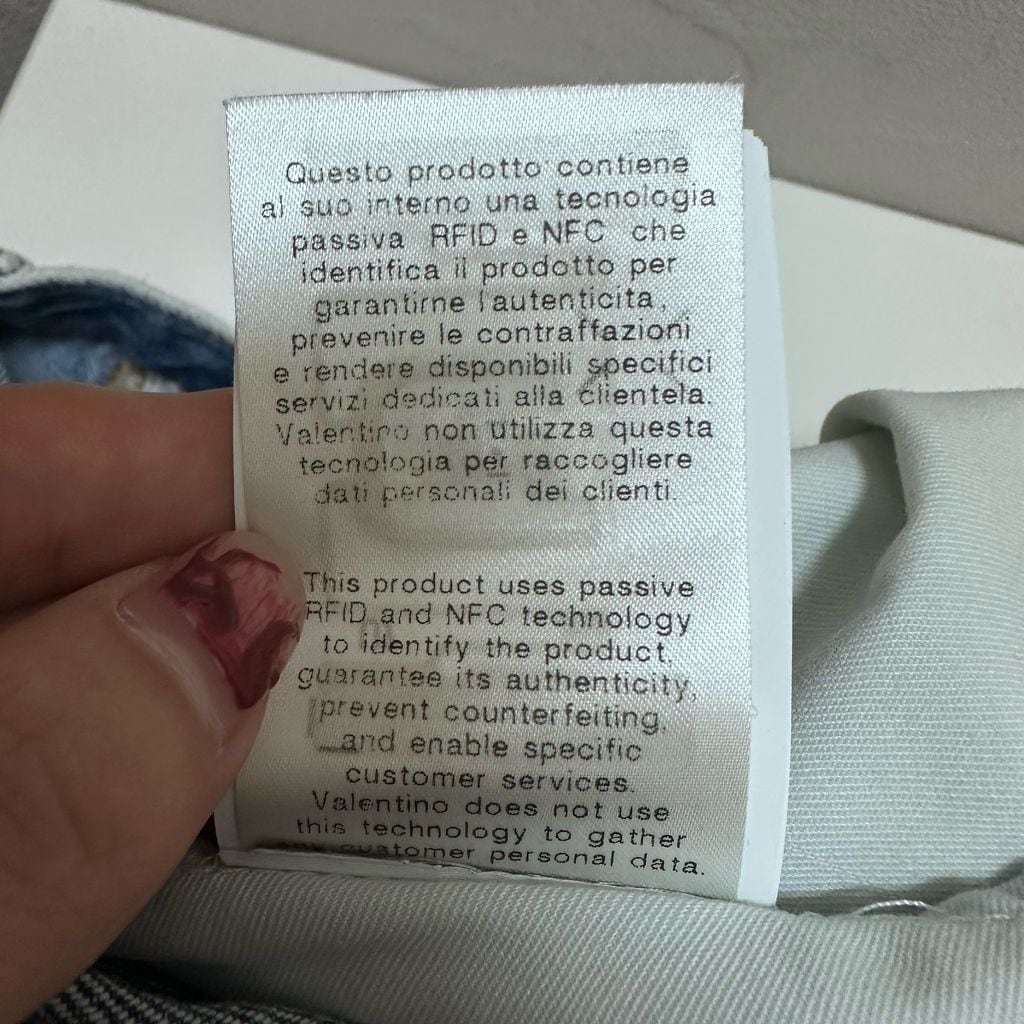 Questo prodotto contiene
al suo interno una tecnologia
passiva RFID e NFC che
identifica il prodotto per
garantirne l'autenticita,
prevenire le contraffazioni
e rendere disponibili specifici
servizi dedicati alla clientela.
Valentino non utilizza questa
tecnologia per raccogliere
dati personali dei clienti.
This product uses passive
RFID and NFC technology
to identify the product,
guarantee its authenticity,
prevent counterfeiting,
and enable specific
customer services.
Valentino does not use
this technology to gather
any customer personal data.